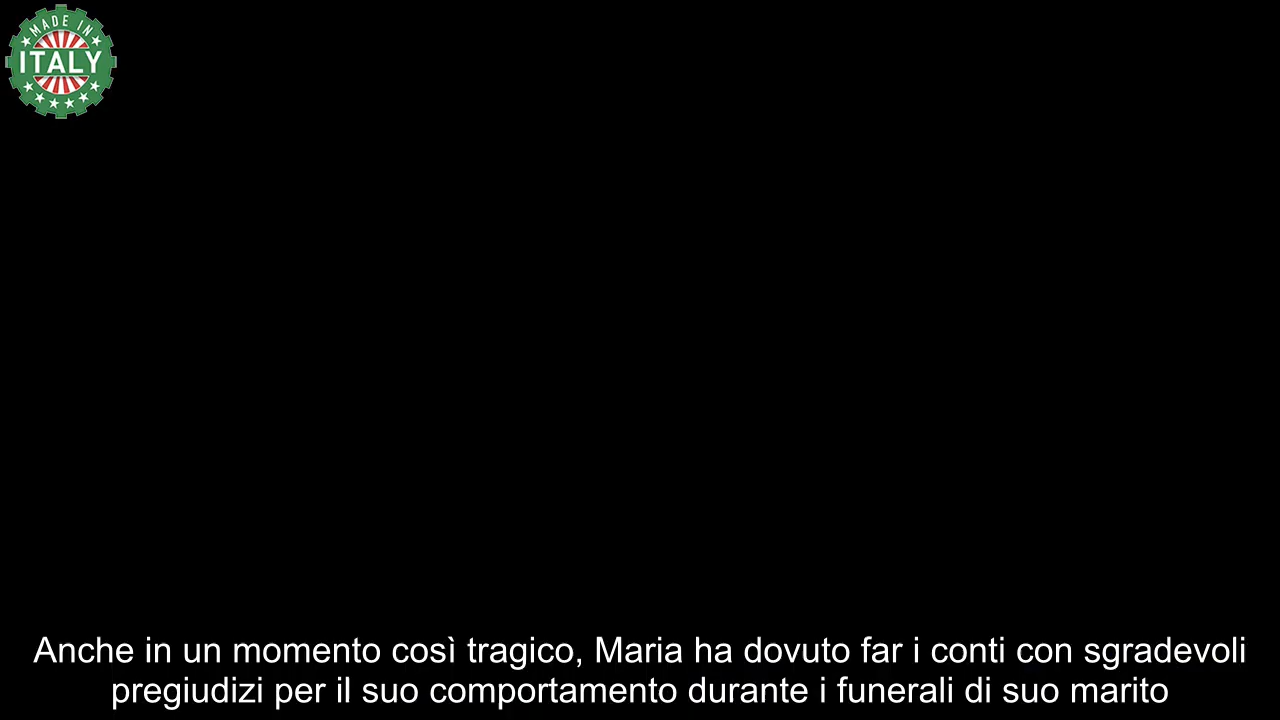 MADE IN
ITALY
Anche in un momento così tragico, Maria ha dovuto far i conti con sgradevoli
pregiudizi per il suo comportamento durante i funerali di suo marito